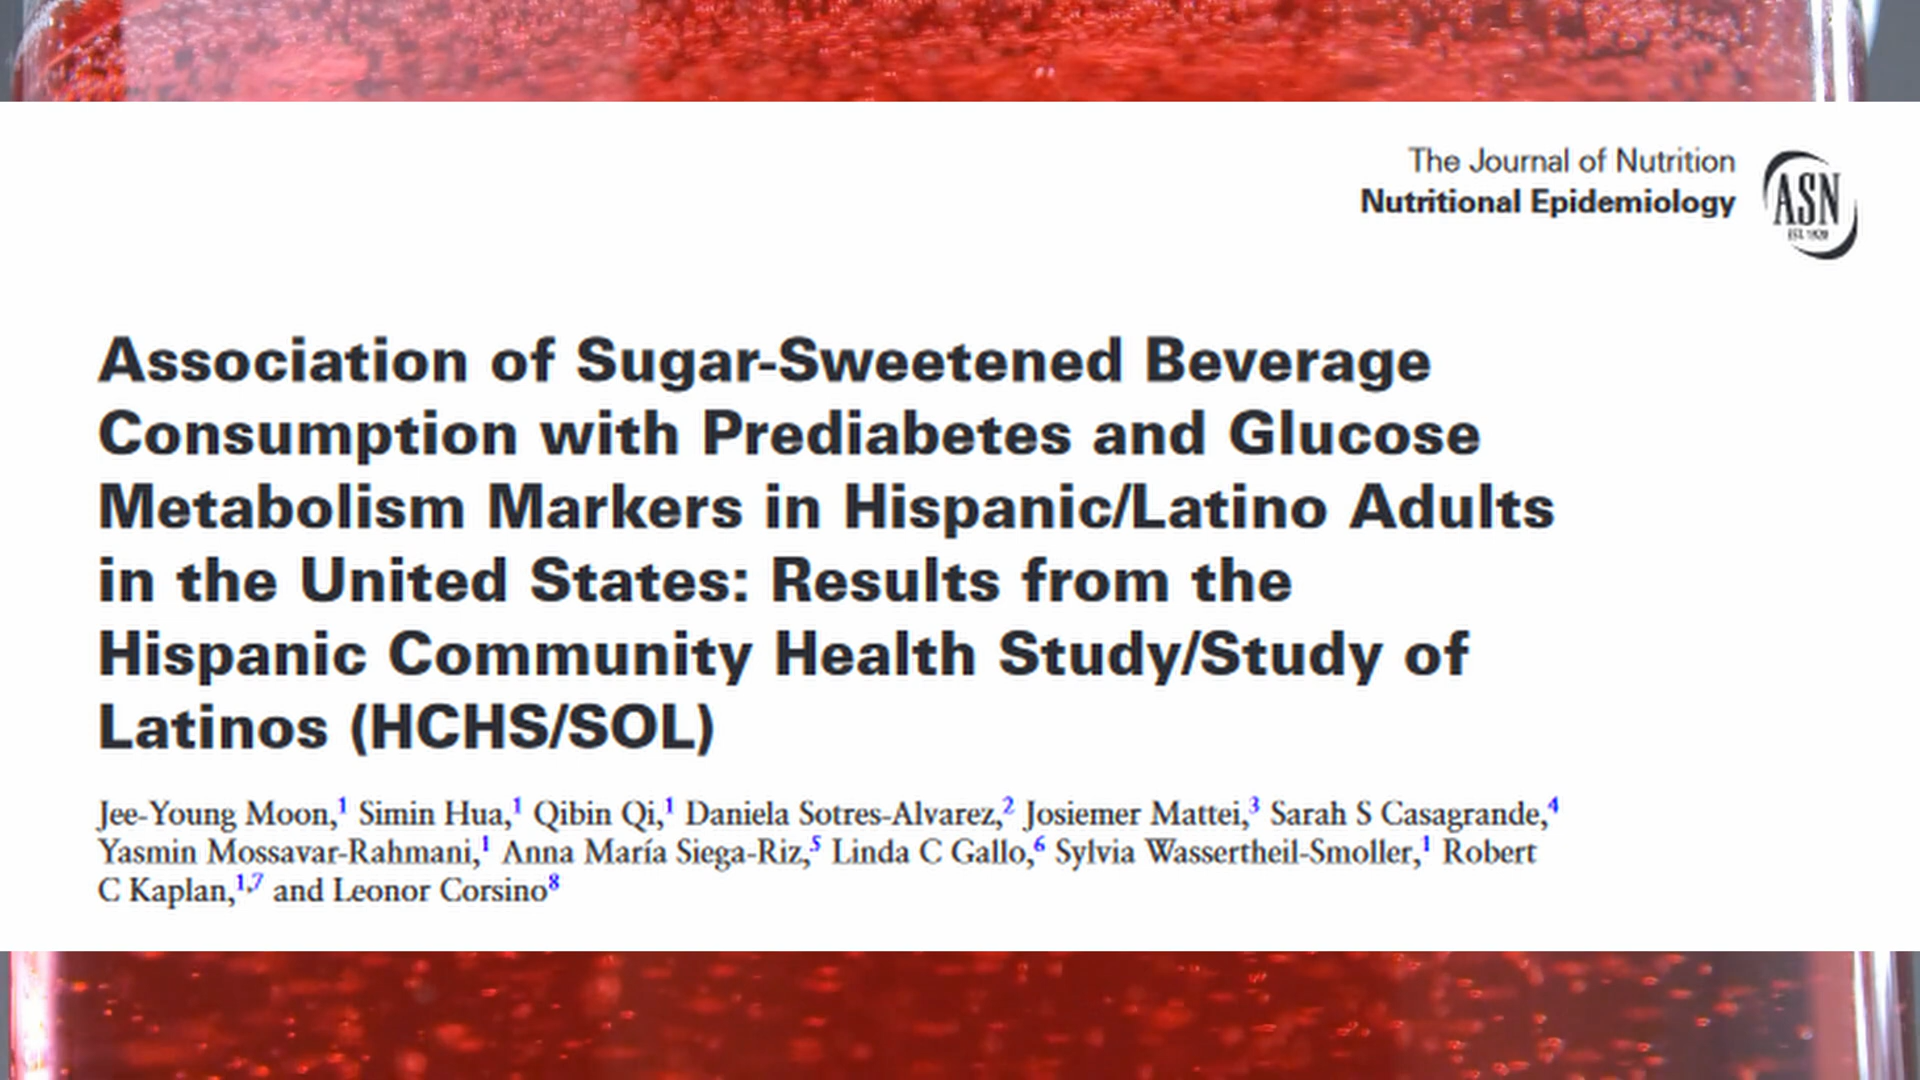 The Journal of Nutrition
Nutritional Epidemiology
ASN
EST. 1928
Association of Sugar-Sweetened Beverage
Consumption with Prediabetes and Glucose
Metabolism Markers in Hispanic/Latino Adults
in the United States: Results from the
Hispanic Community Health Study/Study of
Latinos (HCHS/SOL)
Jee-Young Moon,1 Simin Hua,1 Qibin Qi,1 Daniela Sotres-Alvarez,2 Josiemer Mattei,3 Sarah S Casagrande,4
Yasmin Mossavar-Rahmani,1 Anna María Siega-Riz,5 Linda C Gallo,6 Sylvia Wassertheil-Smoller,1 Robert
C Kaplan,1,7 and Leonor Corsino8